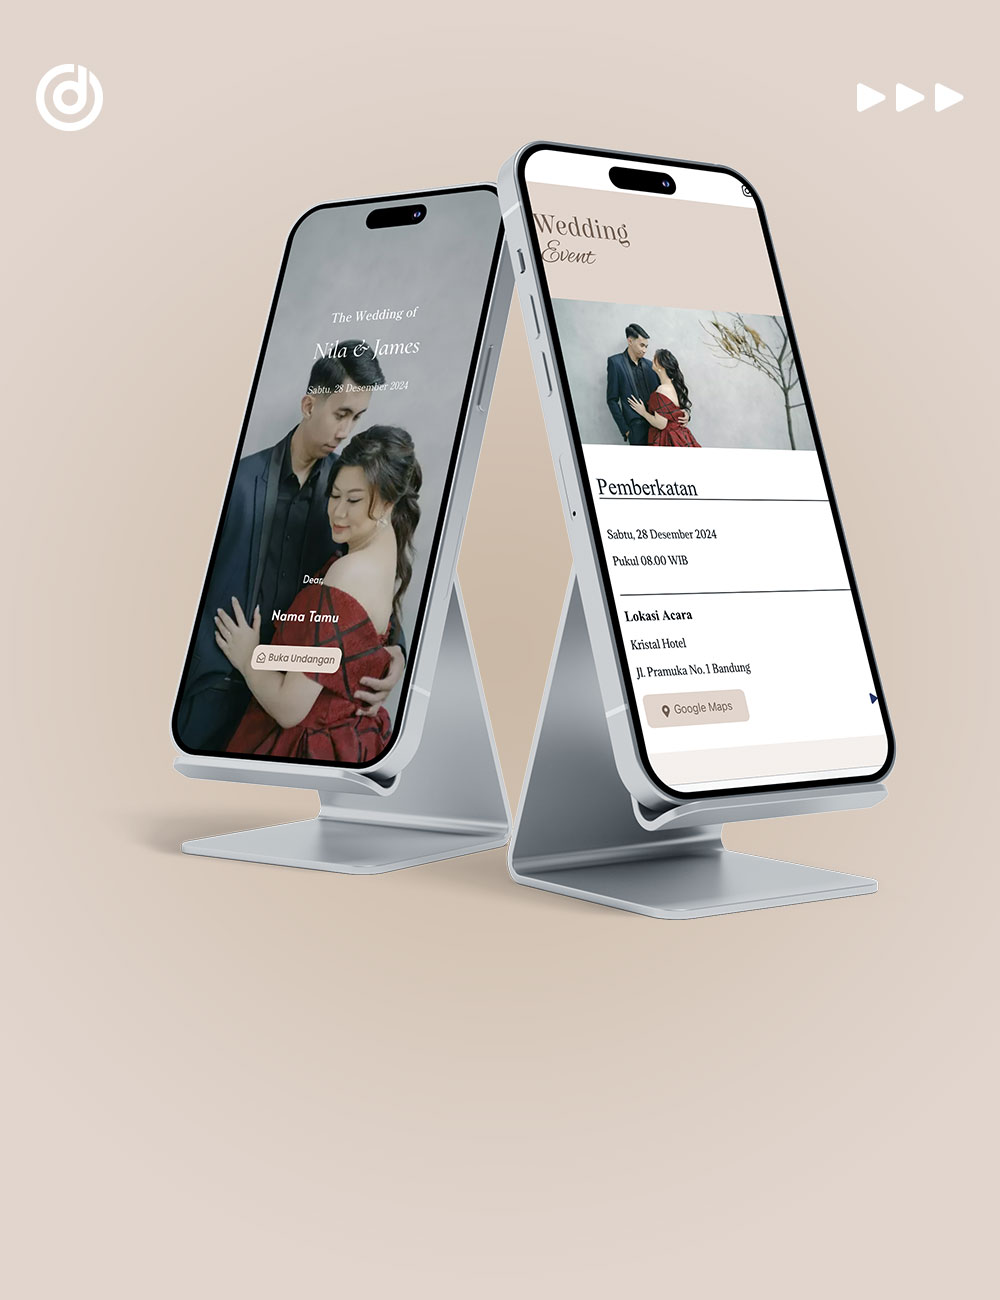 The Wedding of
Nila & James
Sabtu, 28 Desember 2024
Dear,
Nama Tamu
Buka Undangan
Wedding
Event
Pemberkatan
Sabtu, 28 Desember 2024
Pukul 08.00 WIB
Lokasi Acara
Kristal Hotel
Jl. Pramuka No. 1 Bandung
Google Maps